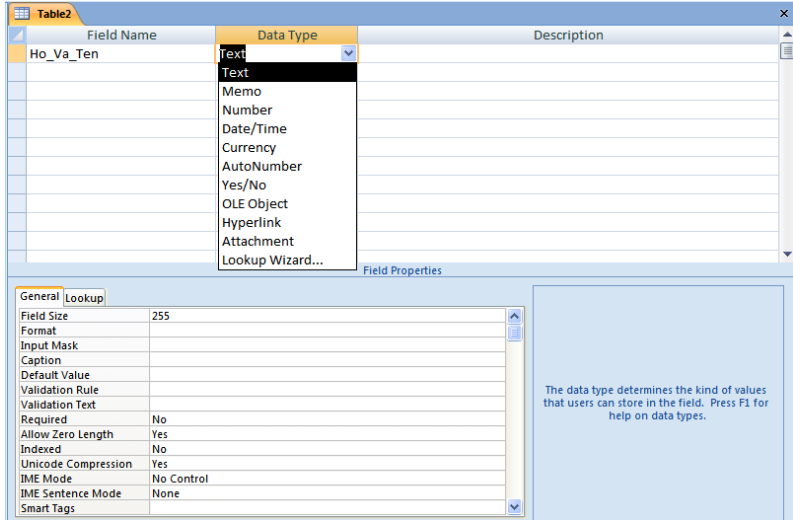 Table2
Field Name Data Type Description
Ho_Va_Ten Text
Text
Memo
Number
Date/Time
Currency
AutoNumber
Yes/No
OLE Object
Hyperlink
Attachment
Lookup Wizard...
Field Properties
General Lookup
Field Size 255
Format
Input Mask
Caption
Default Value
Validation Rule
Validation Text
Required No
Allow Zero Length Yes
Indexed No
Unicode Compression Yes
IME Mode No Control
IME Sentence Mode None
Smart Tags
The data type determines the kind of values
that users can store in the field. Press F1 for
help on data types.